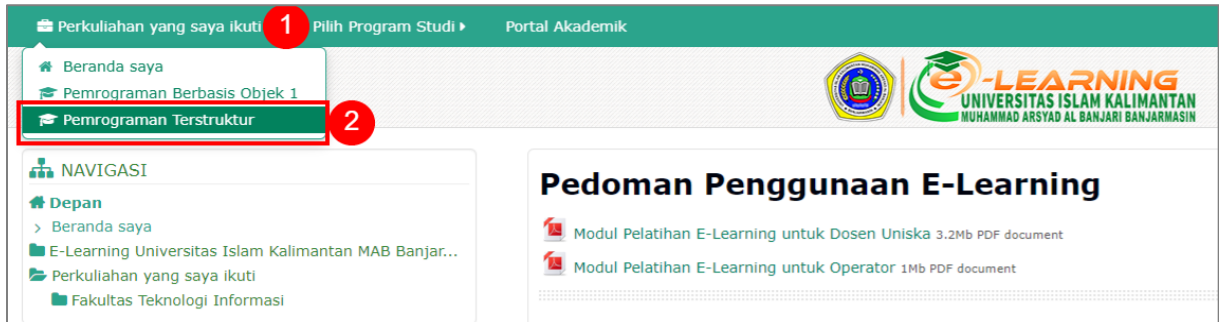 Perkuliahan yang saya ikuti 1 Pilih Program Studi Portal Akademik
Beranda saya
Pemrograman Berbasis Objek 1
Pemrograman Terstruktur 2
e-LEARNING
UNIVERSITAS ISLAM KALIMANTAN
MUHAMMAD ARSYAD AL BANJARI BANJARMASIN
NAVIGASI
Depan
Beranda saya
E-Learning Universitas Islam Kalimantan MAB Banjar...
Perkuliahan yang saya ikuti
Fakultas Teknologi Informasi
Pedoman Penggunaan E-Learning
Modul Pelatihan E-Learning untuk Dosen Uniska 3.2Mb PDF document
Modul Pelatihan E-Learning untuk Operator 1Mb PDF document